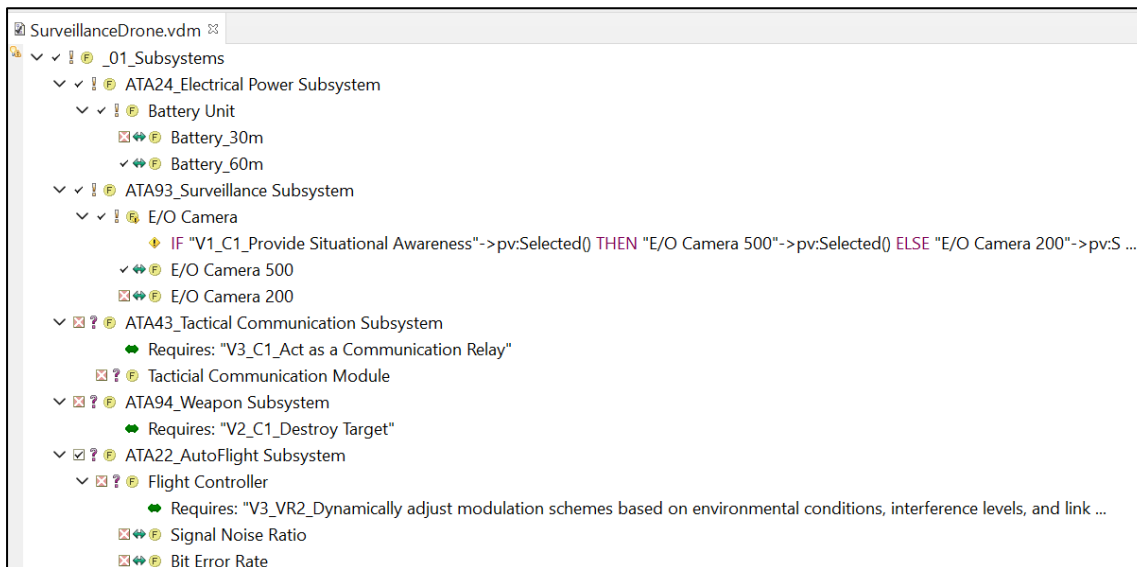 SurveillanceDrone.vdm
_01_Subsystems
ATA24_Electrical Power Subsystem
Battery Unit
Battery_30m
Battery_60m
ATA93_Surveillance Subsystem
E/O Camera
IF "V1_C1_Provide Situational Awareness"->pv:Selected() THEN "E/O Camera 500"->pv:Selected() ELSE "E/O Camera 200"->pv:S ...
E/O Camera 500
E/O Camera 200
ATA43_Tactical Communication Subsystem
Requires: "V3_C1_Act as a Communication Relay"
Tacticial Communication Module
ATA94_Weapon Subsystem
Requires: "V2_C1_Destroy Target"
ATA22_AutoFlight Subsystem
Flight Controller
Requires: "V3_VR2_Dynamically adjust modulation schemes based on environmental conditions, interference levels, and link ...
Signal Noise Ratio
Bit Error Rate